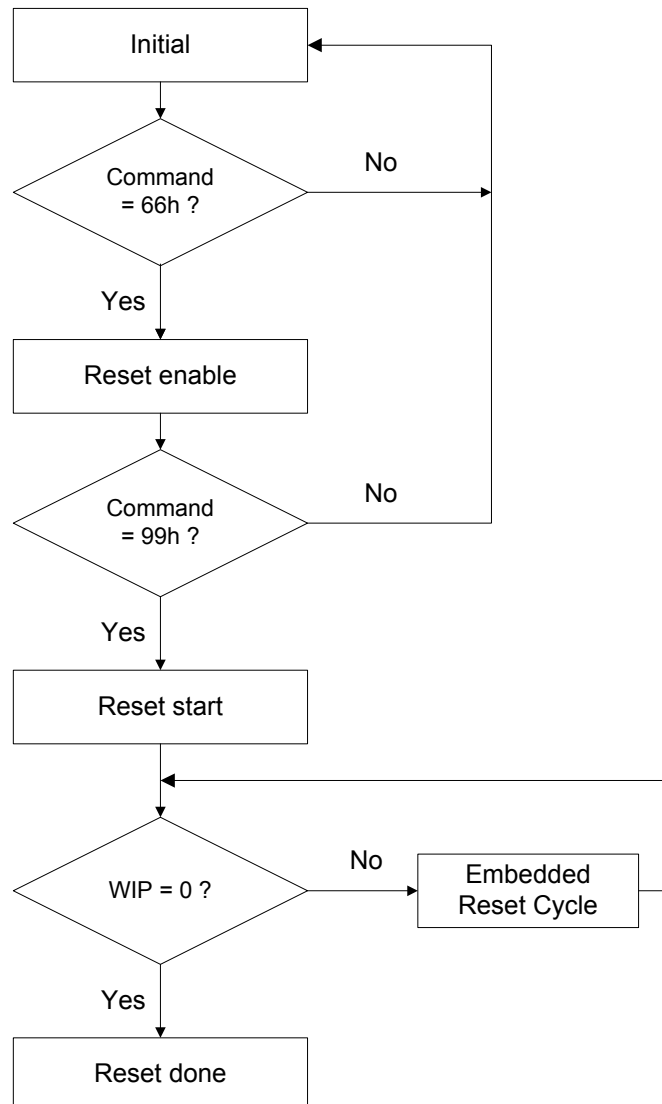 Initial
Command
= 66h ?
No
Yes
Reset enable
Command
= 99h ?
No
Yes
Reset start
WIP = 0 ?
No
Embedded
Reset Cycle
Yes
Reset done